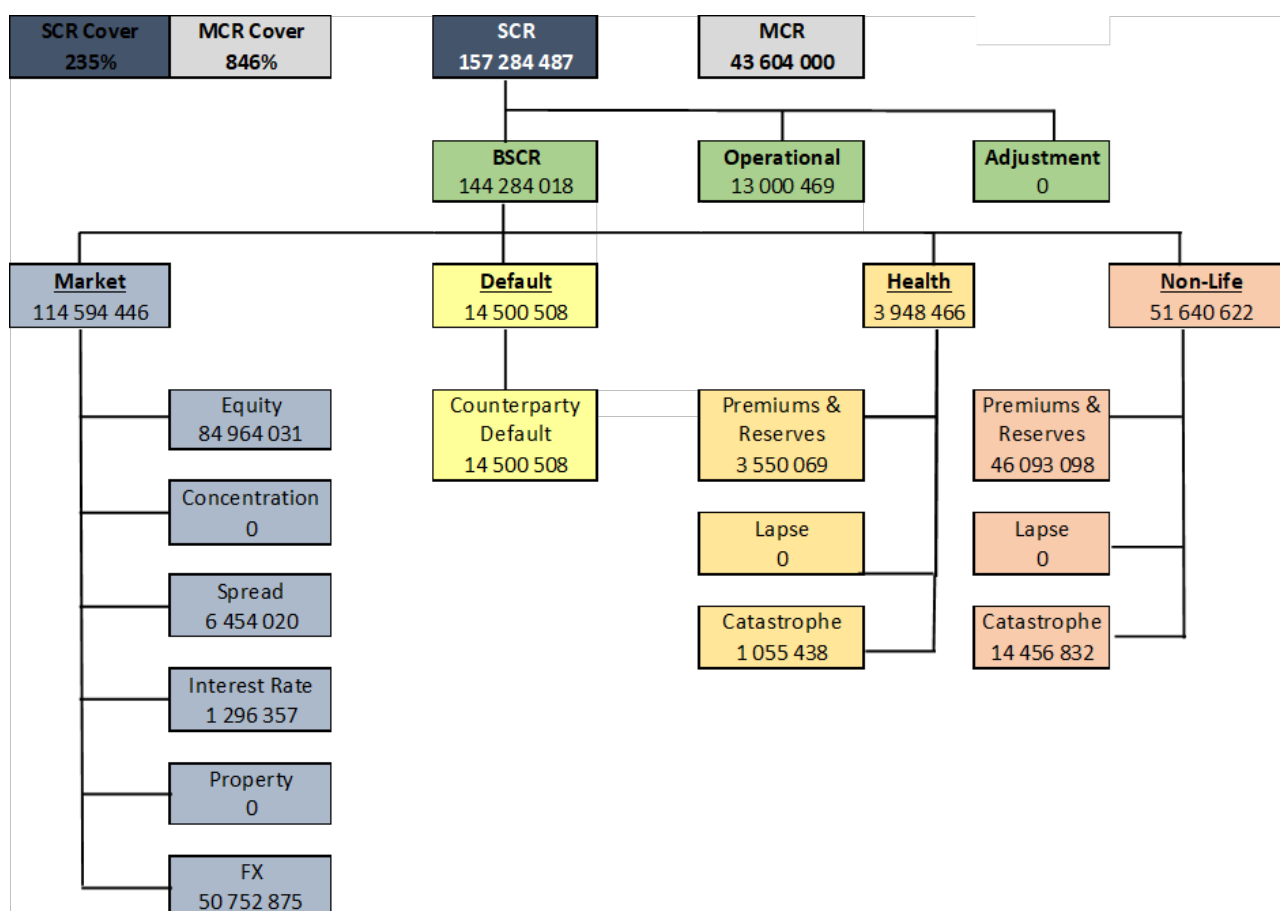 SCR Cover
235%
MCR Cover
846%
SCR
157 284 487
MCR
43 604 000
BSCR
144 284 018
Operational
13 000 469
Adjustment
0
Market
114 594 446
Default
14 500 508
Health
3 948 466
Non-Life
51 640 622
Equity
84 964 031
Concentration
0
Spread
6 454 020
Interest Rate
1 296 357
Property
0
FX
50 752 875
Counterparty
Default
14 500 508
Premiums &
Reserves
3 550 069
Lapse
0
Catastrophe
1 055 438
Premiums &
Reserves
46 093 098
Lapse
0
Catastrophe
14 456 832